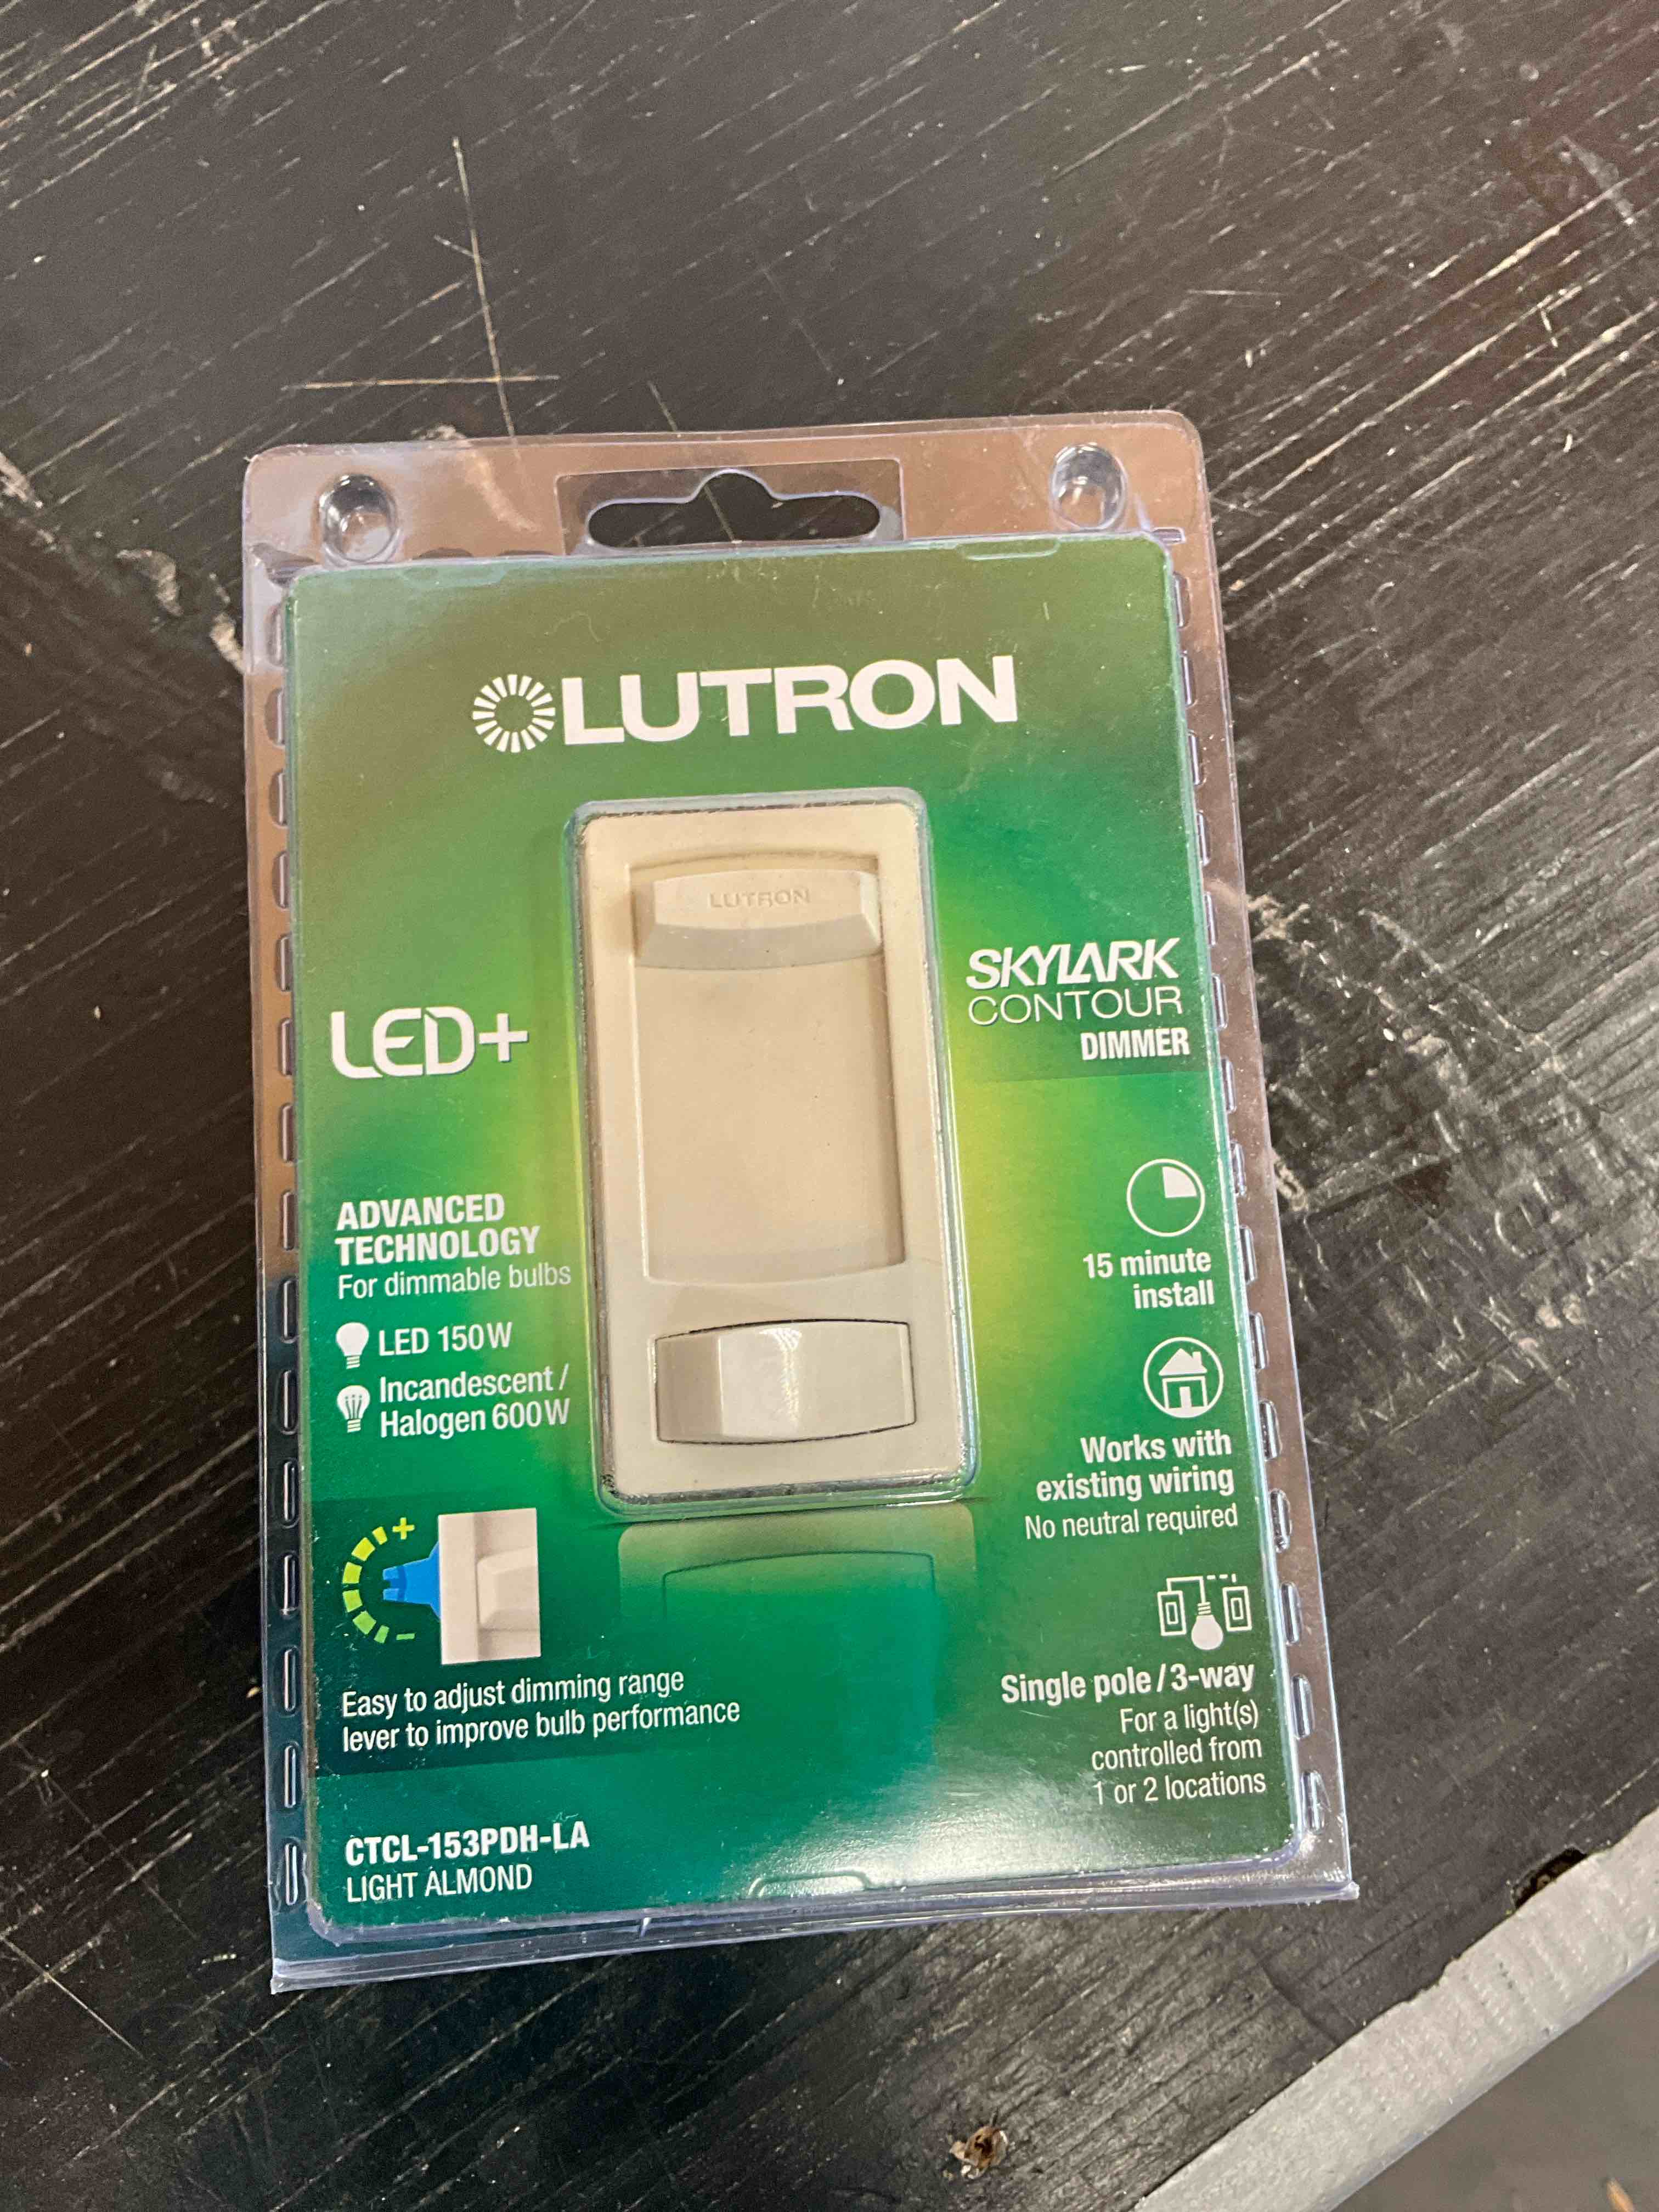 LUTRON
LUTRON
LED+
SKYLARK
CONTOUR
DIMMER
ADVANCED
TECHNOLOGY
For dimmable bulbs
LED 150W
Incandescent /
Halogen 600W
15 minute
install
Works with
existing wiring
No neutral required
+
−
Easy to adjust dimming range
lever to improve bulb performance
Single pole / 3-way
For a light(s)
controlled from
1 or 2 locations
CTCL-153PDH-LA
LIGHT ALMOND